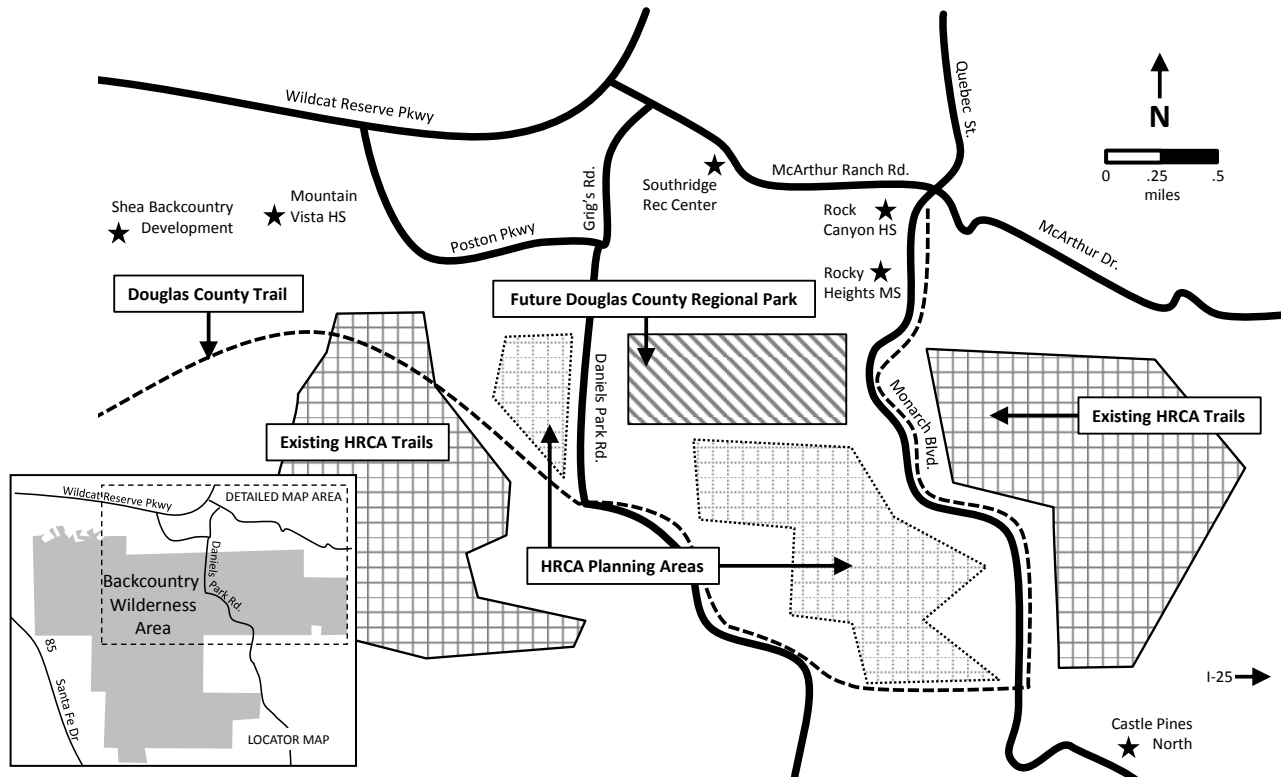 Wildcat Reserve Pkwy
Quebec St.
N
0 .25 .5
miles
Grig's Rd.
Southridge
Rec Center
McArthur Ranch Rd.
Mountain
Vista HS
Shea Backcountry
Development
Poston Pkwy
Rock
Canyon HS
McArthur Dr.
Rocky
Heights MS
Douglas County Trail
Future Douglas County Regional Park
Daniels Park Rd.
Monarch Blvd.
Existing HRCA Trails
Existing HRCA Trails
HRCA Planning Areas
Wildcat Reserve Pkwy
DETAILED MAP AREA
Daniels
Park Rd.
Backcountry
Wilderness
Area
85
Santa Fe Dr
LOCATOR MAP
I-25
Castle Pines
North